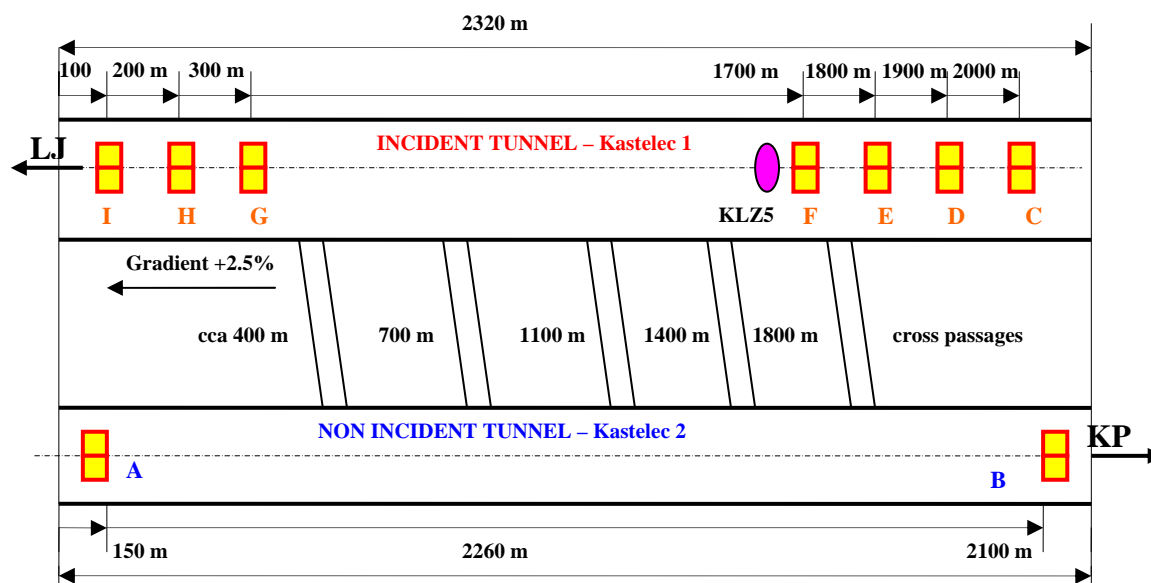 2320 m
100 200 m 300 m 1700 m 1800 m 1900 m 2000 m
INCIDENT TUNNEL – Kastelec 1
LJ
I H G KLZ5 F E D C
Gradient +2.5%
cca 400 m 700 m 1100 m 1400 m 1800 m cross passages
NON INCIDENT TUNNEL – Kastelec 2
KP
A B
150 m 2260 m 2100 m